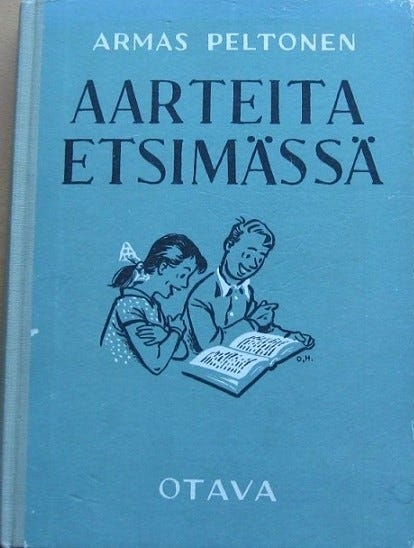 ARMAS PELTONEN
AARTEITA
ETSIMÄSSÄ
O.H.
OTAVA